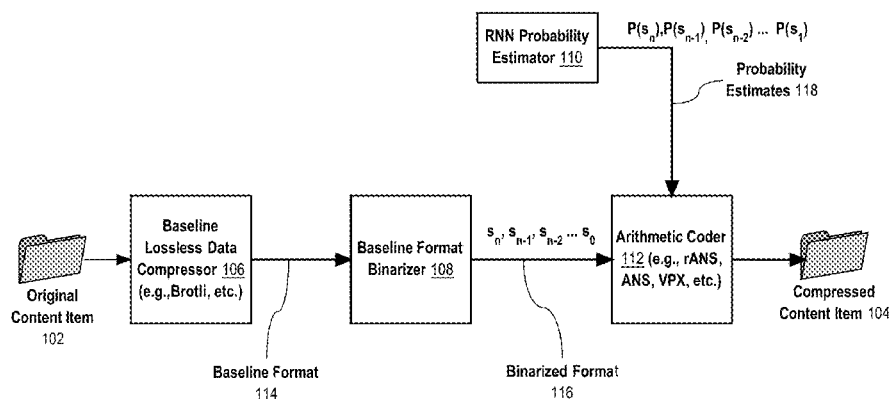 RNN Probability
Estimator 110
P(sn),P(sn-1), P(sn-2) ... P(s1)
Probability
Estimates 118
Baseline
Lossless Data
Compressor 106
(e.g.,Brotli, etc.)
Baseline Format
Binarizer 108
sn, sn-1, sn-2 ... s0
Arithmetic Coder
112 (e.g., rANS,
ANS, VPX, etc.)
Original
Content Item
102
Compressed
Content Item 104
Baseline Format
114
Binarized Format
116